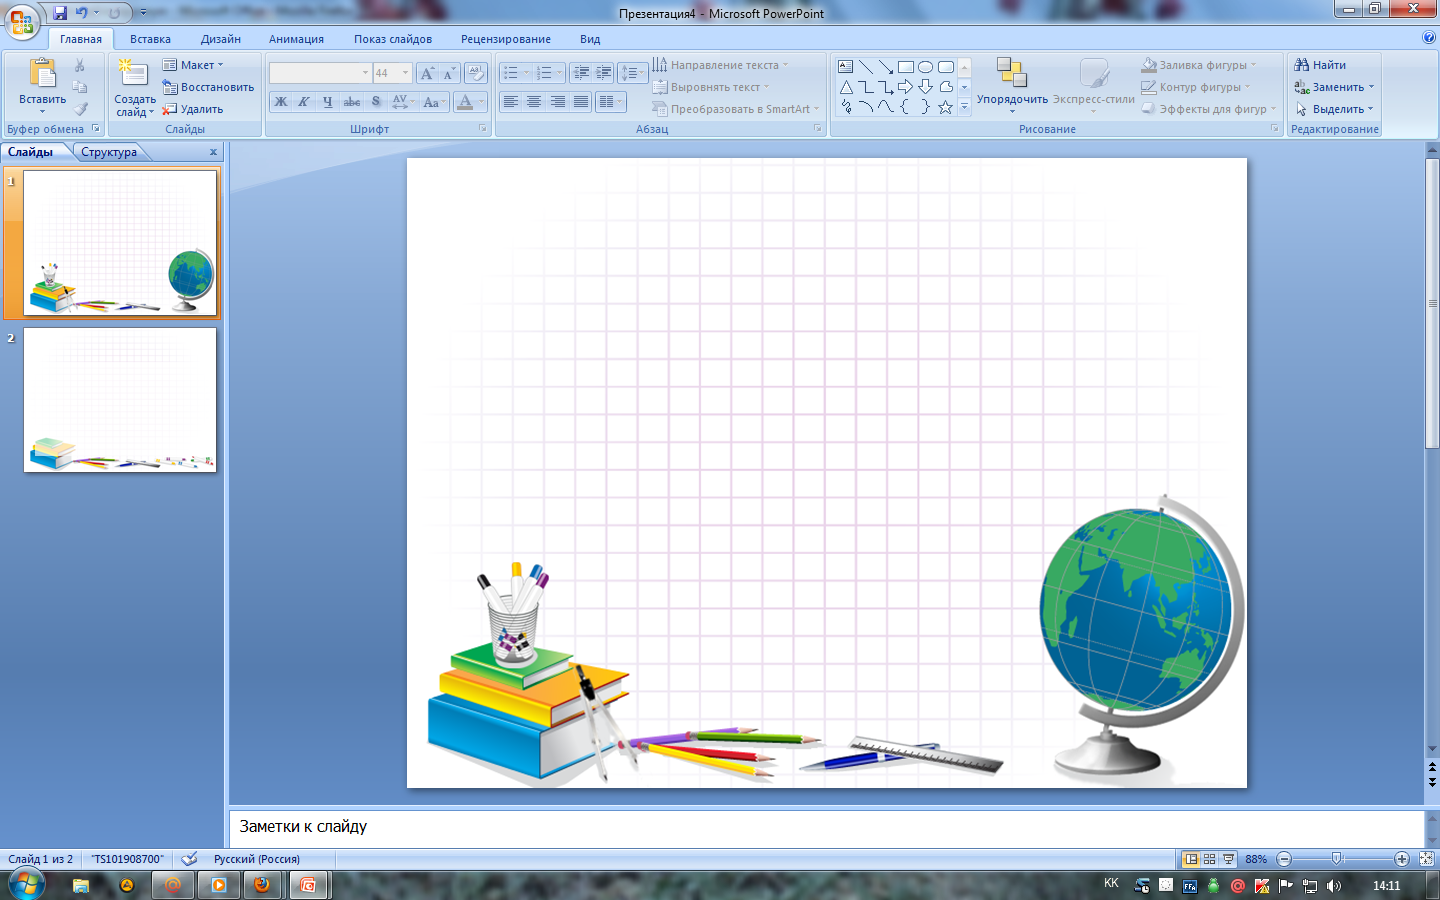 Презентация4 - Microsoft PowerPoint
Главная Вставка Дизайн Анимация Показ слайдов Рецензирование Вид
Вставить
Буфер обмена
Создать слайд
Макет
Восстановить
Удалить
Слайды
44
Ж К Ч abc S AV Aa A
Шрифт
Направление текста
Выровнять текст
Преобразовать в SmartArt
Абзац
Упорядочить
Экспресс-стили
Заливка фигуры
Контур фигуры
Эффекты для фигур
Рисование
Найти
Заменить
Выделить
Редактирование
Слайды Структура x
1
2
Заметки к слайду
Слайд 1 из 2 "TS101908700" Русский (Россия) 88%
KK 14:11